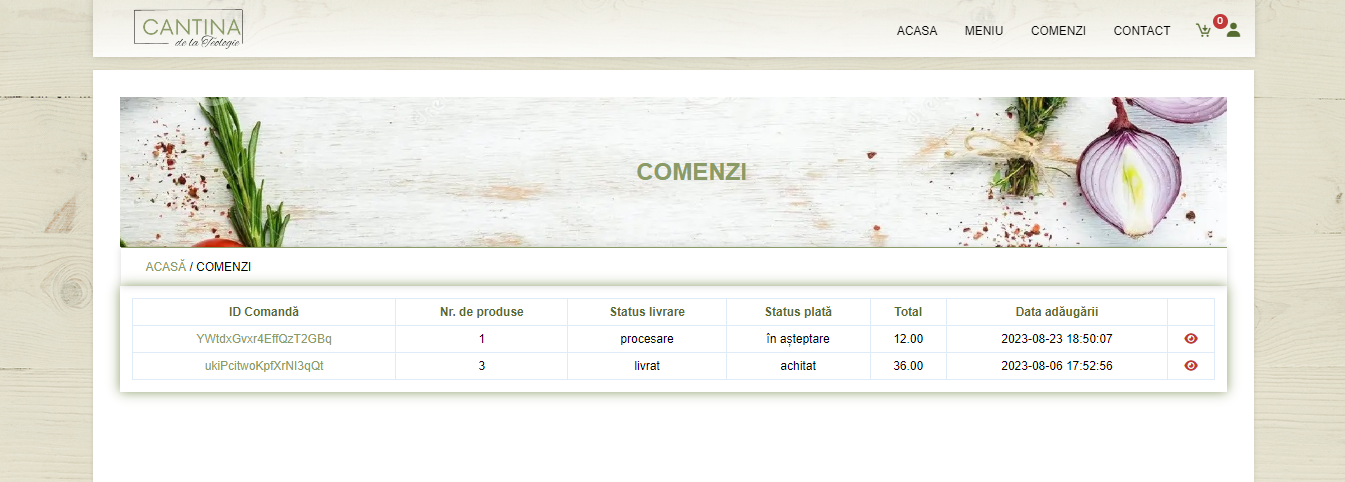 CANTINA
de la Teologie
ACASA MENIU COMENZI CONTACT 0
COMENZI
ACASĂ / COMENZI
ID Comandă Nr. de produse Status livrare Status plată Total Data adăugării
YWtdxGvxr4EffQzT2GBq 1 procesare în așteptare 12.00 2023-08-23 18:50:07
ukiPcitwoKpfXrNI3qQt 3 livrat achitat 36.00 2023-08-06 17:52:56